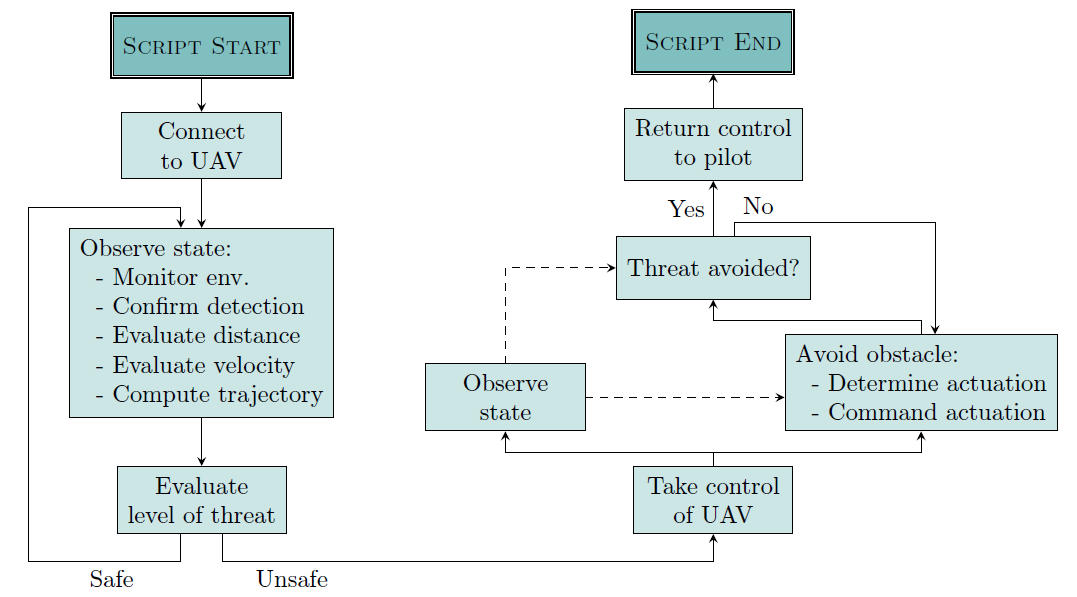 SCRIPT START
Connect
to UAV
Observe state:
- Monitor env.
- Confirm detection
- Evaluate distance
- Evaluate velocity
- Compute trajectory
Evaluate
level of threat
Safe
Unsafe
SCRIPT END
Return control
to pilot
Yes
No
Threat avoided?
Observe
state
Avoid obstacle:
- Determine actuation
- Command actuation
Take control
of UAV